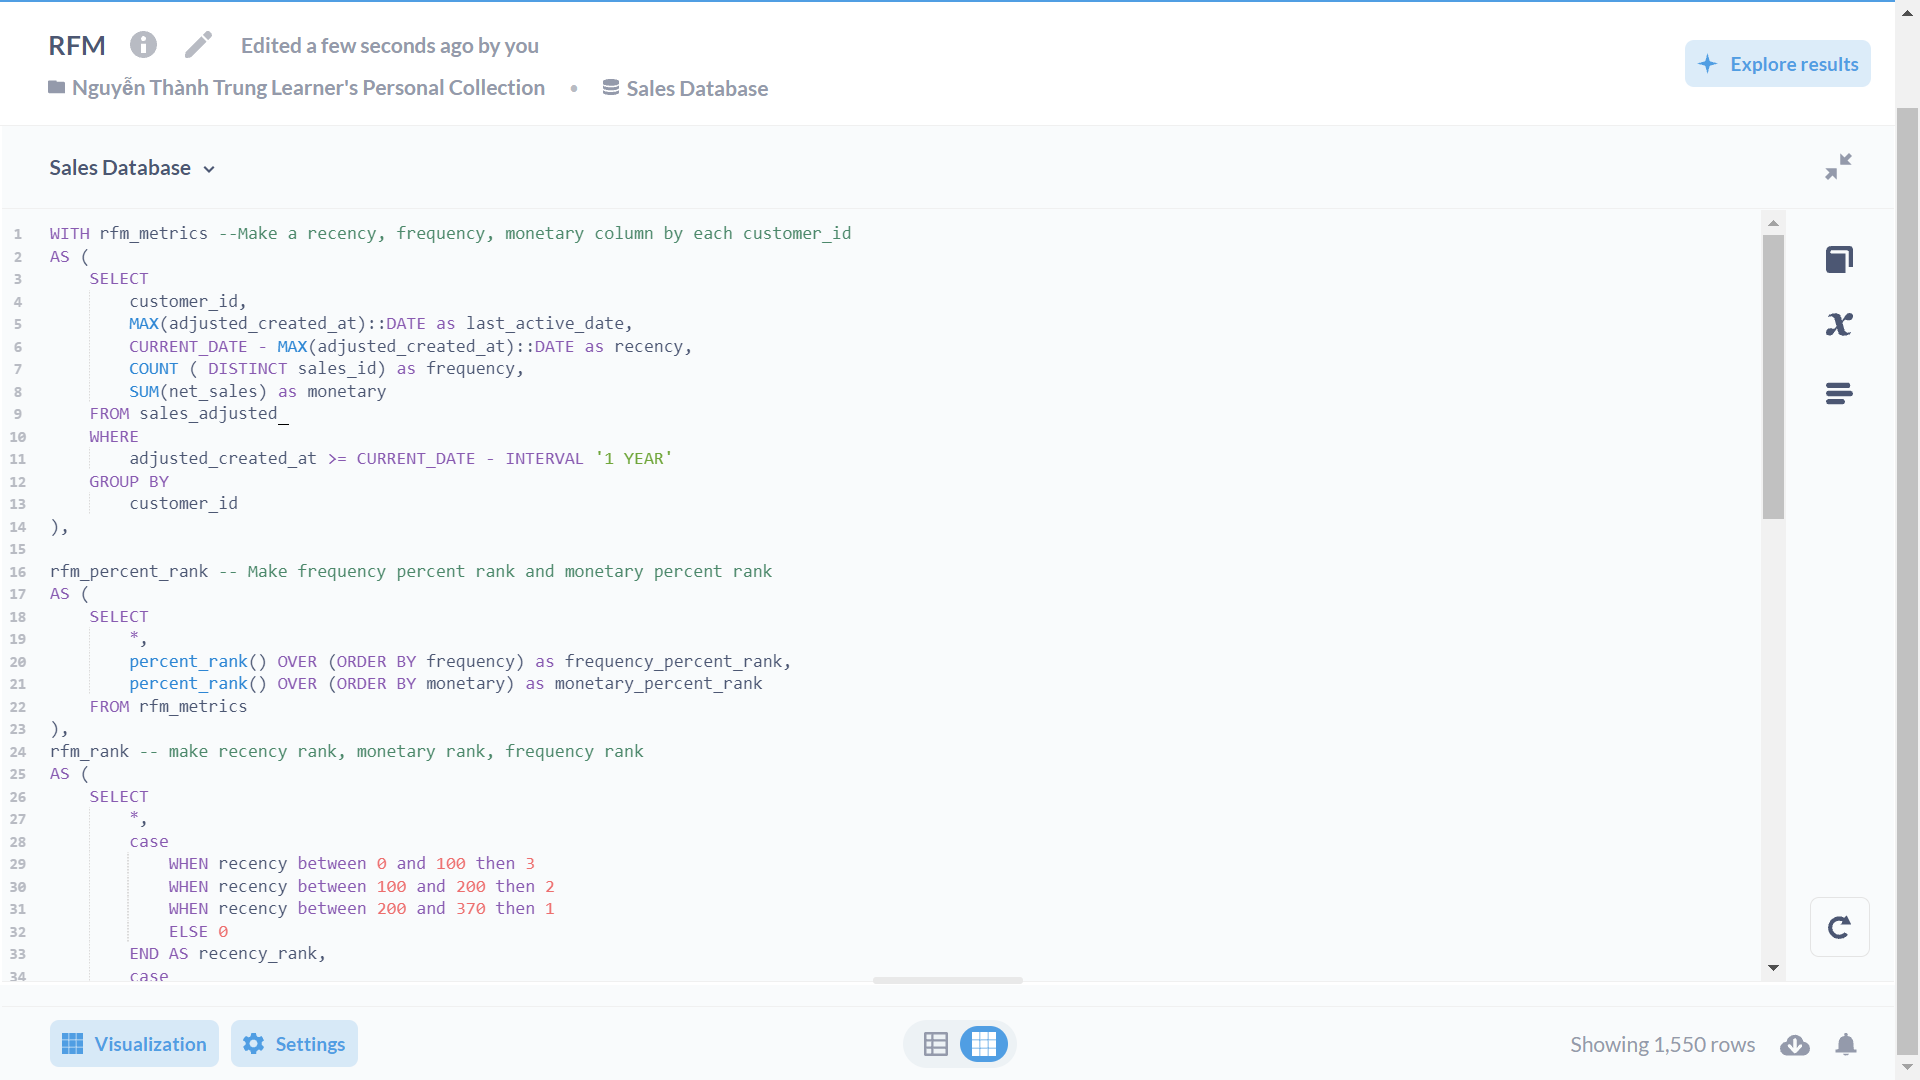 RFM
Edited a few seconds ago by you
Nguyễn Thành Trung Learner's Personal Collection • Sales Database
Explore results
Sales Database
1 WITH rfm_metrics --Make a recency, frequency, monetary column by each customer_id
2 AS (
3 SELECT
4 customer_id,
5 MAX(adjusted_created_at)::DATE as last_active_date,
6 CURRENT_DATE - MAX(adjusted_created_at)::DATE as recency,
7 COUNT ( DISTINCT sales_id) as frequency,
8 SUM(net_sales) as monetary
9 FROM sales_adjusted
10 WHERE
11 adjusted_created_at >= CURRENT_DATE - INTERVAL '1 YEAR'
12 GROUP BY
13 customer_id
14 ),
15
16 rfm_percent_rank -- Make frequency percent rank and monetary percent rank
17 AS (
18 SELECT
19 *,
20 percent_rank() OVER (ORDER BY frequency) as frequency_percent_rank,
21 percent_rank() OVER (ORDER BY monetary) as monetary_percent_rank
22 FROM rfm_metrics
23 ),
24 rfm_rank -- make recency rank, monetary rank, frequency rank
25 AS (
26 SELECT
27 *,
28 case
29 WHEN recency between 0 and 100 then 3
30 WHEN recency between 100 and 200 then 2
31 WHEN recency between 200 and 370 then 1
32 ELSE 0
33 END AS recency_rank,
34 case
Visualization
Settings
Showing 1,550 rows